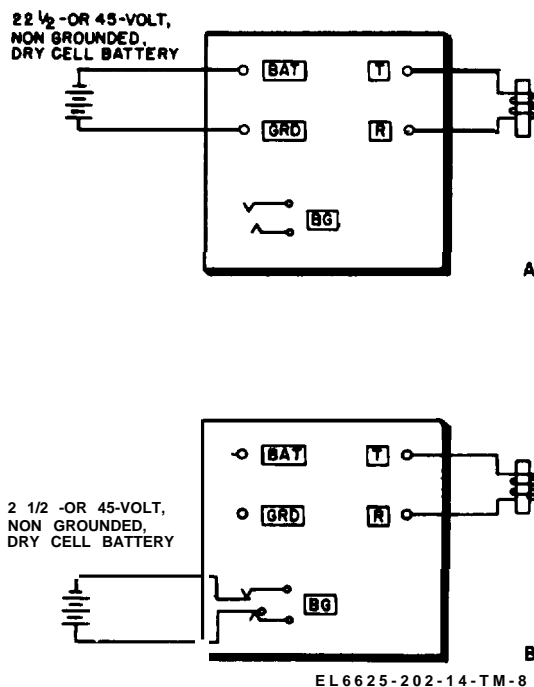 22 1/2 -OR 45-VOLT,
NON GROUNDED,
DRY CELL BATTERY
BAT T
GRD R
BG
A
BAT T
GRD R
2 1/2 -OR 45-VOLT,
NON GROUNDED,
DRY CELL BATTERY
BG
B
EL6625-202-14-TM-8